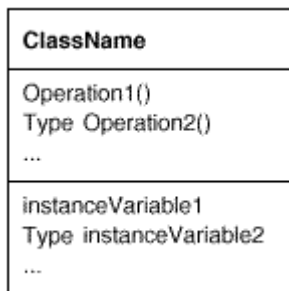 ClassName
Operation1()
Type Operation2()
...
instanceVariable1
Type instanceVariable2
...